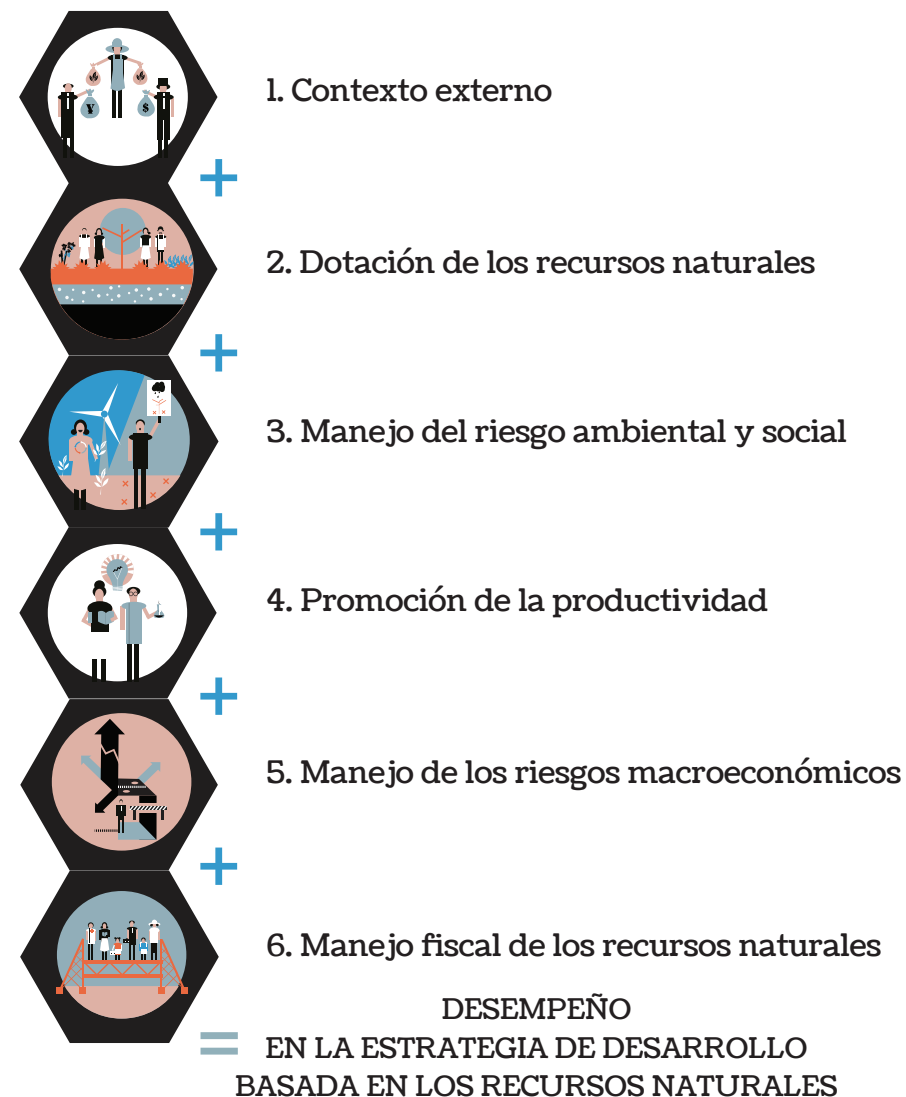 1. Contexto externo
¥
$
+
2. Dotación de los recursos naturales
+
3. Manejo del riesgo ambiental y social
+
4. Promoción de la productividad
+
5. Manejo de los riesgos macroeconómicos
+
6. Manejo fiscal de los recursos naturales
DESEMPEÑO
= EN LA ESTRATEGIA DE DESARROLLO
BASADA EN LOS RECURSOS NATURALES